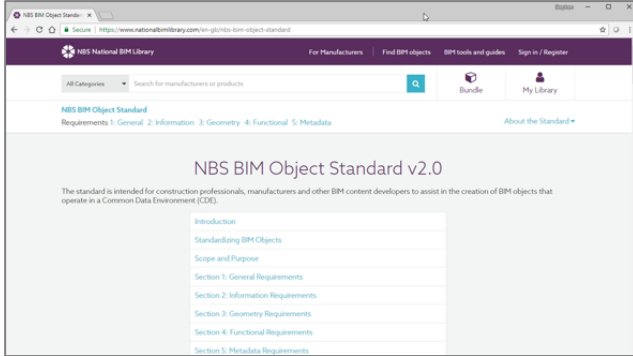 NBS BIM Object Standar
Secure | https://www.nationalbimlibrary.com/en-gb/nbs-bim-object-standard
NBS National BIM Library For Manufacturers Find BIM objects BIM tools and guides Sign in / Register
All Categories Search for manufacturers or products Bundle My Library
NBS BIM Object Standard
Requirements 1: General 2: Information 3: Geometry 4: Functional 5: Metadata About the Standard
NBS BIM Object Standard v2.0
The standard is intended for construction professionals, manufacturers and other BIM content developers to assist in the creation of BIM objects that
operate in a Common Data Environment (CDE).
Introduction
Standardizing BIM Objects
Scope and Purpose
Section 1: General Requirements
Section 2: Information Requirements
Section 3: Geometry Requirements
Section 4: Functional Requirements
Section 5: Metadata Requirements